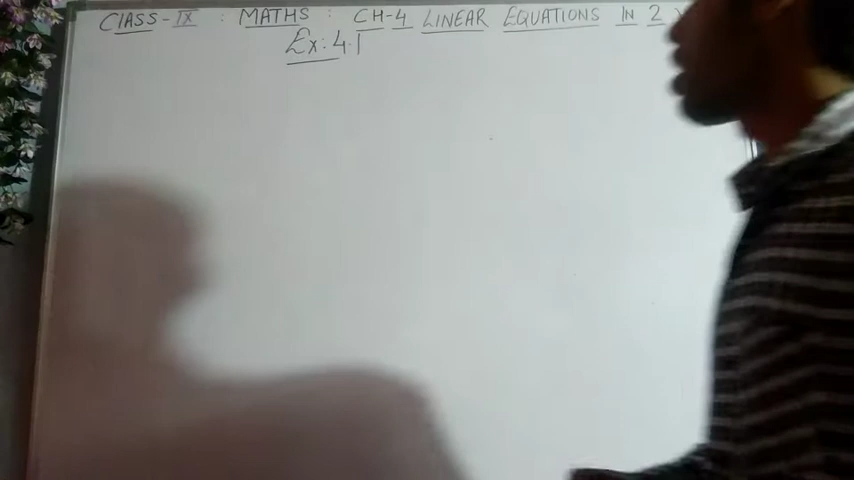 CLASS-IX : MATHS : CH-4 LINEAR EQUATIONS IN 2
Ex: 4.1